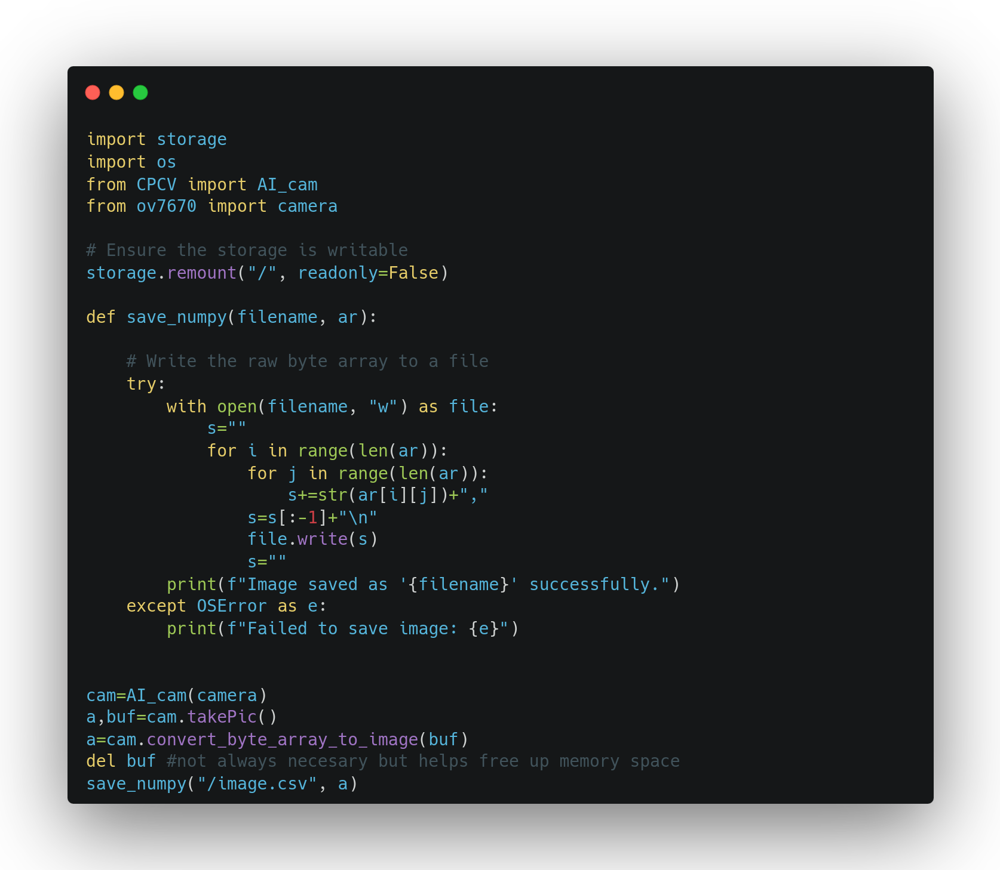 import storage
import os
from CPCV import AI_cam
from ov7670 import camera

# Ensure the storage is writable
storage.remount("/", readonly=False)

def save_numpy(filename, ar):

    # Write the raw byte array to a file
    try:
        with open(filename, "w") as file:
            s=""
            for i in range(len(ar)):
                for j in range(len(ar)):
                    s+=str(ar[i][j])+","
                s=s[:-1]+"\n"
                file.write(s)
                s=""
        print(f"Image saved as '{filename}' successfully.")
    except OSError as e:
        print(f"Failed to save image: {e}")


cam=AI_cam(camera)
a,buf=cam.takePic()
a=cam.convert_byte_array_to_image(buf)
del buf #not always necesary but helps free up memory space
save_numpy("/image.csv", a)